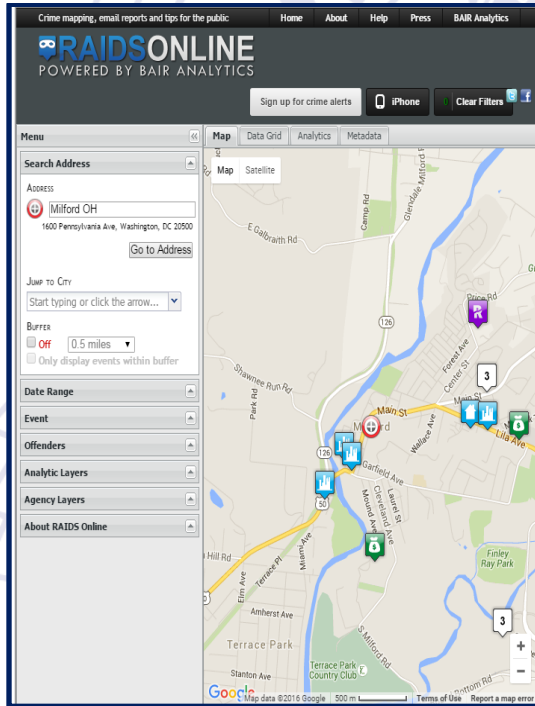 Crime mapping, email reports and tips for the public Home About Help Press BAIR Analytics
RAIDSONLINE
POWERED BY BAIR ANALYTICS
Sign up for crime alerts iPhone 0 Clear Filters
Menu
Map Data Grid Analytics Metadata
Search Address
Map Satellite
ADDRESS
Milford OH
1600 Pennsylvania Ave, Washington, DC 20500
Go to Address
JUMP TO CITY
Start typing or click the arrow...
BUFFER
Off 0.5 miles
Only display events within buffer
Date Range
Event
Offenders
Analytic Layers
Agency Layers
About RAIDS Online
Glendale Milford Rd
Camp Rd
E Galbraith Rd
Price Rd
R
126
Forest Ave
Center St
3
Shawnee Run Rd
Park Rd
Main St
Main St
Milford
Wallace Ave
Lila Ave
126
Garfield Ave
50
Laurel St
Cleveland Ave
Mound Ave
Hill Rd
Miami Ave
Terrace Pl
Elm Ave
Finley
Ray Park
Amherst Ave
3
S Milford Rd
Terrace Park
Terrace Park
Country Club
Stanton Ave
Bottom Rd
+
−
Google Map data ©2016 Google 500 m Terms of Use Report a map error